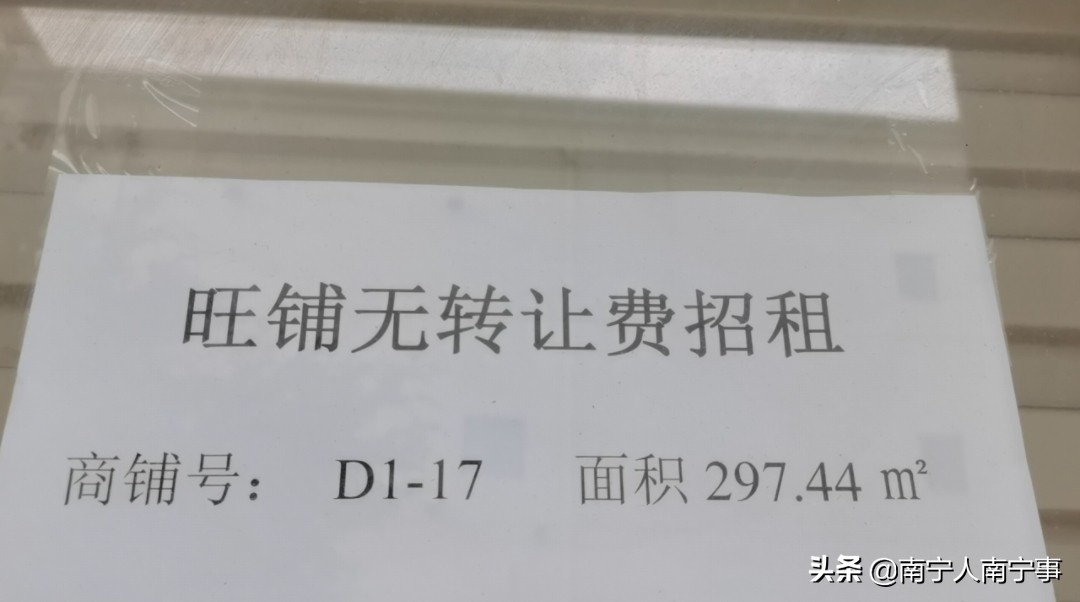 旺铺无转让费招租
商铺号： D1-17 面积 297.44 ㎡
头条 @南宁人南宁事